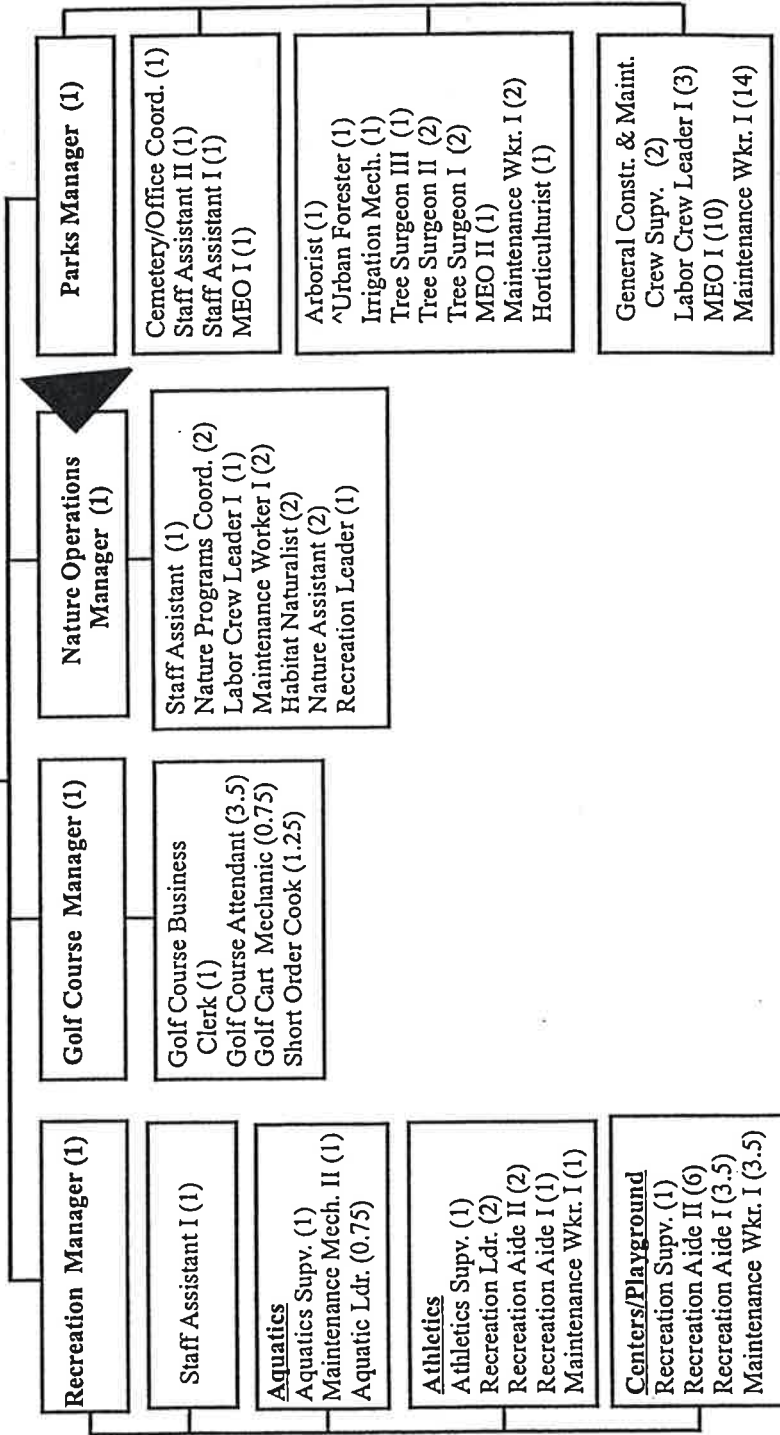 Recreation Manager (1)
Staff Assistant I (1)
Aquatics
Aquatics Supv. (1)
Maintenance Mech. II (1)
Aquatic Ldr. (0.75)
Athletics
Athletics Supv. (1)
Recreation Ldr. (2)
Recreation Aide II (2)
Recreation Aide I (1)
Maintenance Wkr. I (1)
Centers/Playground
Recreation Supv. (1)
Recreation Aide II (6)
Recreation Aide I (3.5)
Maintenance Wkr. I (3.5)
Golf Course Manager (1)
Golf Course Business
Clerk (1)
Golf Course Attendant (3.5)
Golf Cart Mechanic (0.75)
Short Order Cook (1.25)
Nature Operations
Manager (1)
Staff Assistant (1)
Nature Programs Coord. (2)
Labor Crew Leader I (1)
Maintenance Worker I (2)
Habitat Naturalist (2)
Nature Assistant (2)
Recreation Leader (1)
Parks Manager (1)
Cemetery/Office Coord. (1)
Staff Assistant II (1)
Staff Assistant I (1)
MEO I (1)
Arborist (1)
^Urban Forester (1)
Irrigation Mech. (1)
Tree Surgeon III (1)
Tree Surgeon II (2)
Tree Surgeon I (2)
MEO II (1)
Maintenance Wkr. I (2)
Horticulturist (1)
General Constr. & Maint.
Crew Supv. (2)
Labor Crew Leader I (3)
MEO I (10)
Maintenance Wkr. I (14)